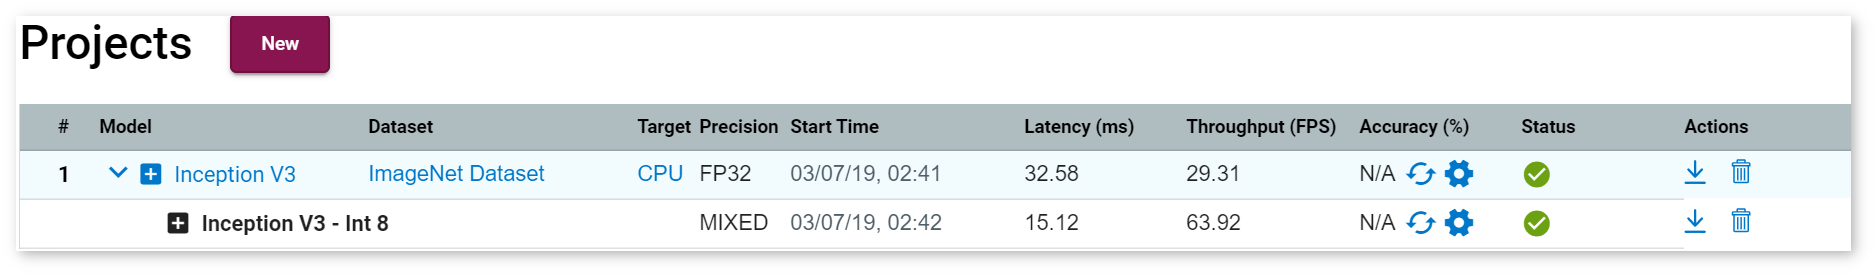 Projects New
# Model Dataset Target Precision Start Time Latency (ms) Throughput (FPS) Accuracy (%) Status Actions
1 Inception V3 ImageNet Dataset CPU FP32 03/07/19, 02:41 32.58 29.31 N/A
Inception V3 - Int 8 MIXED 03/07/19, 02:42 15.12 63.92 N/A